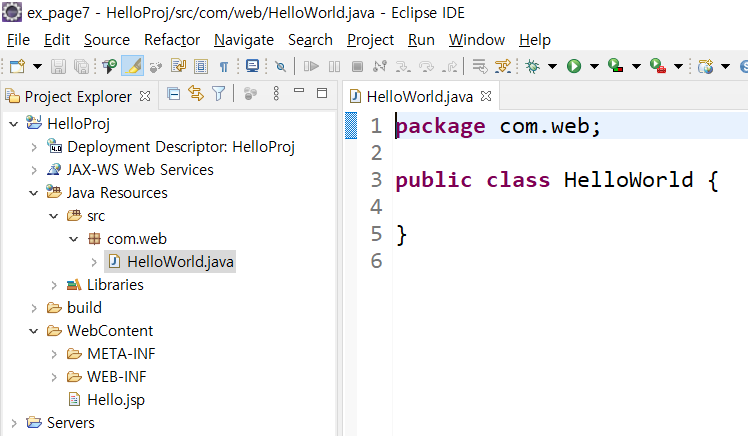 ex_page7 - HelloProj/src/com/web/HelloWorld.java - Eclipse IDE
File Edit Source Refactor Navigate Search Project Run Window Help
Project Explorer
HelloProj
4.0 Deployment Descriptor: HelloProj
JAX-WS Web Services
Java Resources
src
com.web
HelloWorld.java
Libraries
build
WebContent
META-INF
WEB-INF
Hello.jsp
Servers
HelloWorld.java
1 package com.web;
2
3 public class HelloWorld {
4
5 }
6